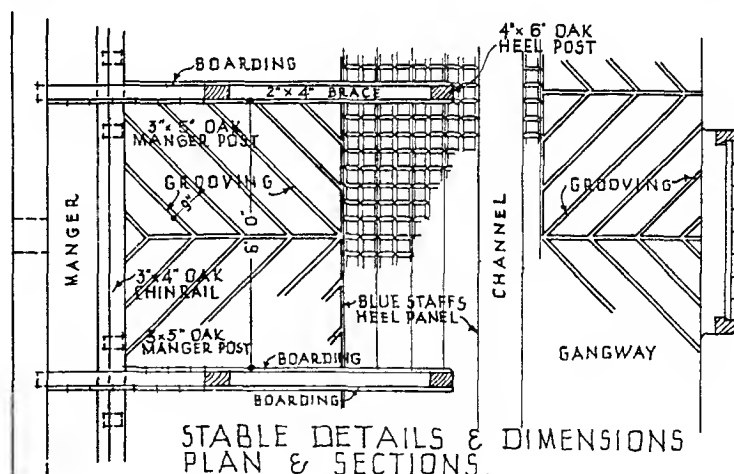 4"x 6" OAK
HEEL POST
BOARDING
2"x 4" BRACE
3"x 5" OAK
MANGER POST
GROOVING
9"
6'-0"
GROOVING
MANGER
CHANNEL
3"x 4" OAK
CHINRAIL
BLUE STAFFS
HEEL PANEL
3x5" OAK
MANGER POST
BOARDING
GANGWAY
BOARDING
STABLE DETAILS & DIMENSIONS
PLAN & SECTIONS.